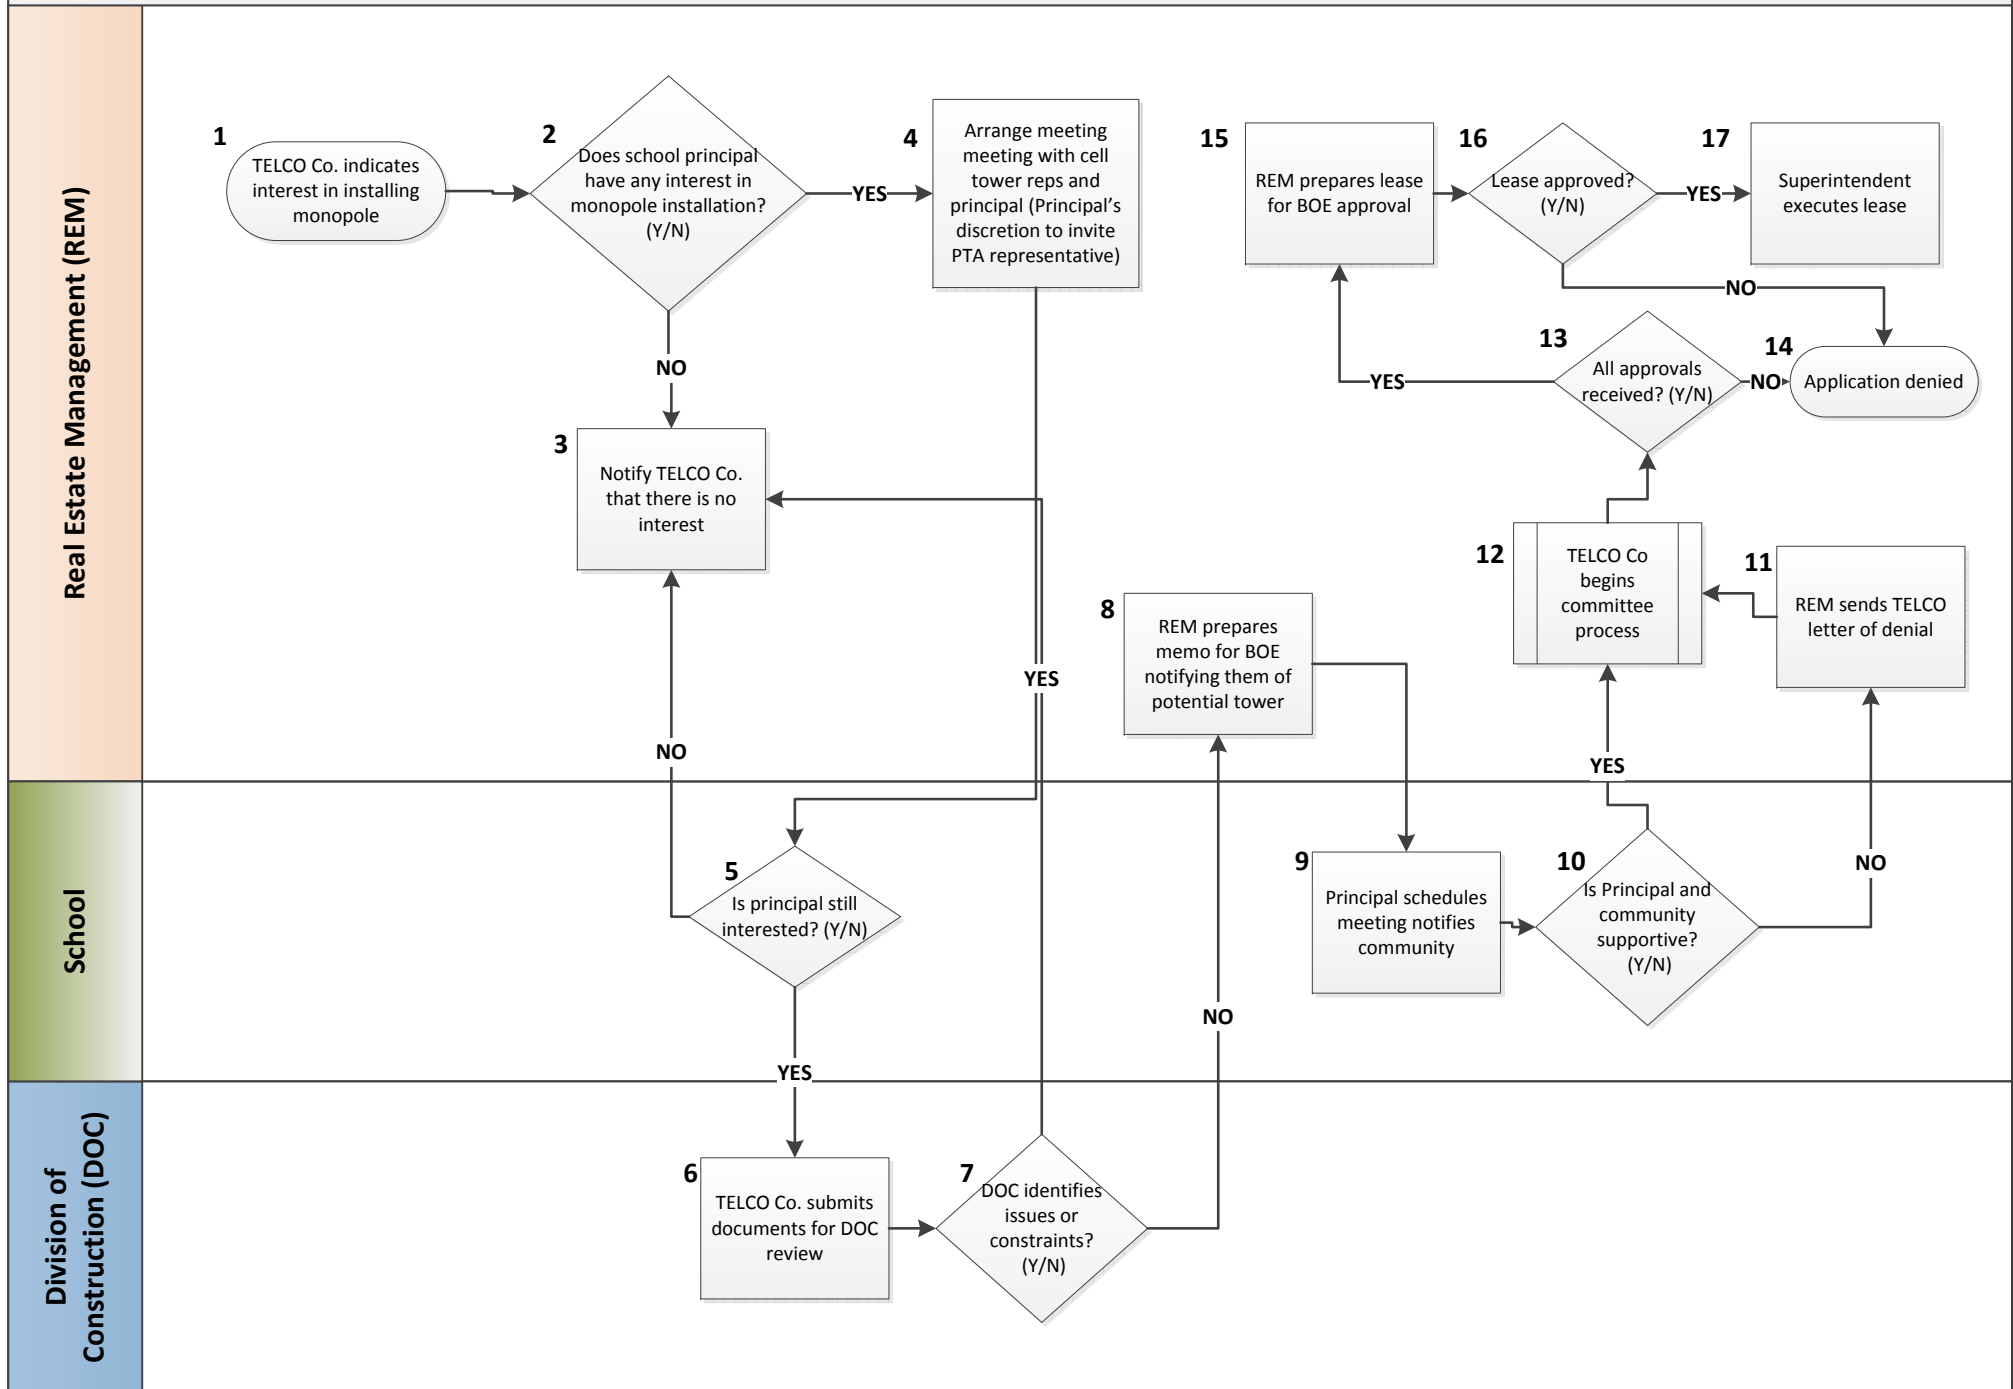 Real Estate Management (REM)
1
TELCO Co. indicates
interest in installing
monopole
2
Does school principal
have any interest in
monopole installation?
(Y/N)
YES
NO
3
Notify TELCO Co.
that there is no
interest
4
Arrange meeting
meeting with cell
tower reps and
principal (Principal's
discretion to invite
PTA representative)
YES
NO
8
REM prepares
memo for BOE
notifying them of
potential tower
15
REM prepares lease
for BOE approval
16
Lease approved?
(Y/N)
YES
17
Superintendent
executes lease
NO
13
All approvals
received? (Y/N)
YES
NO
14
Application denied
12
TELCO Co
begins
committee
process
11
REM sends TELCO
letter of denial
YES
School
5
Is principal still
interested? (Y/N)
YES
NO
9
Principal schedules
meeting notifies
community
10
Is Principal and
community
supportive?
(Y/N)
NO
Division of
Construction (DOC)
6
TELCO Co. submits
documents for DOC
review
7
DOC identifies
issues or
constraints?
(Y/N)